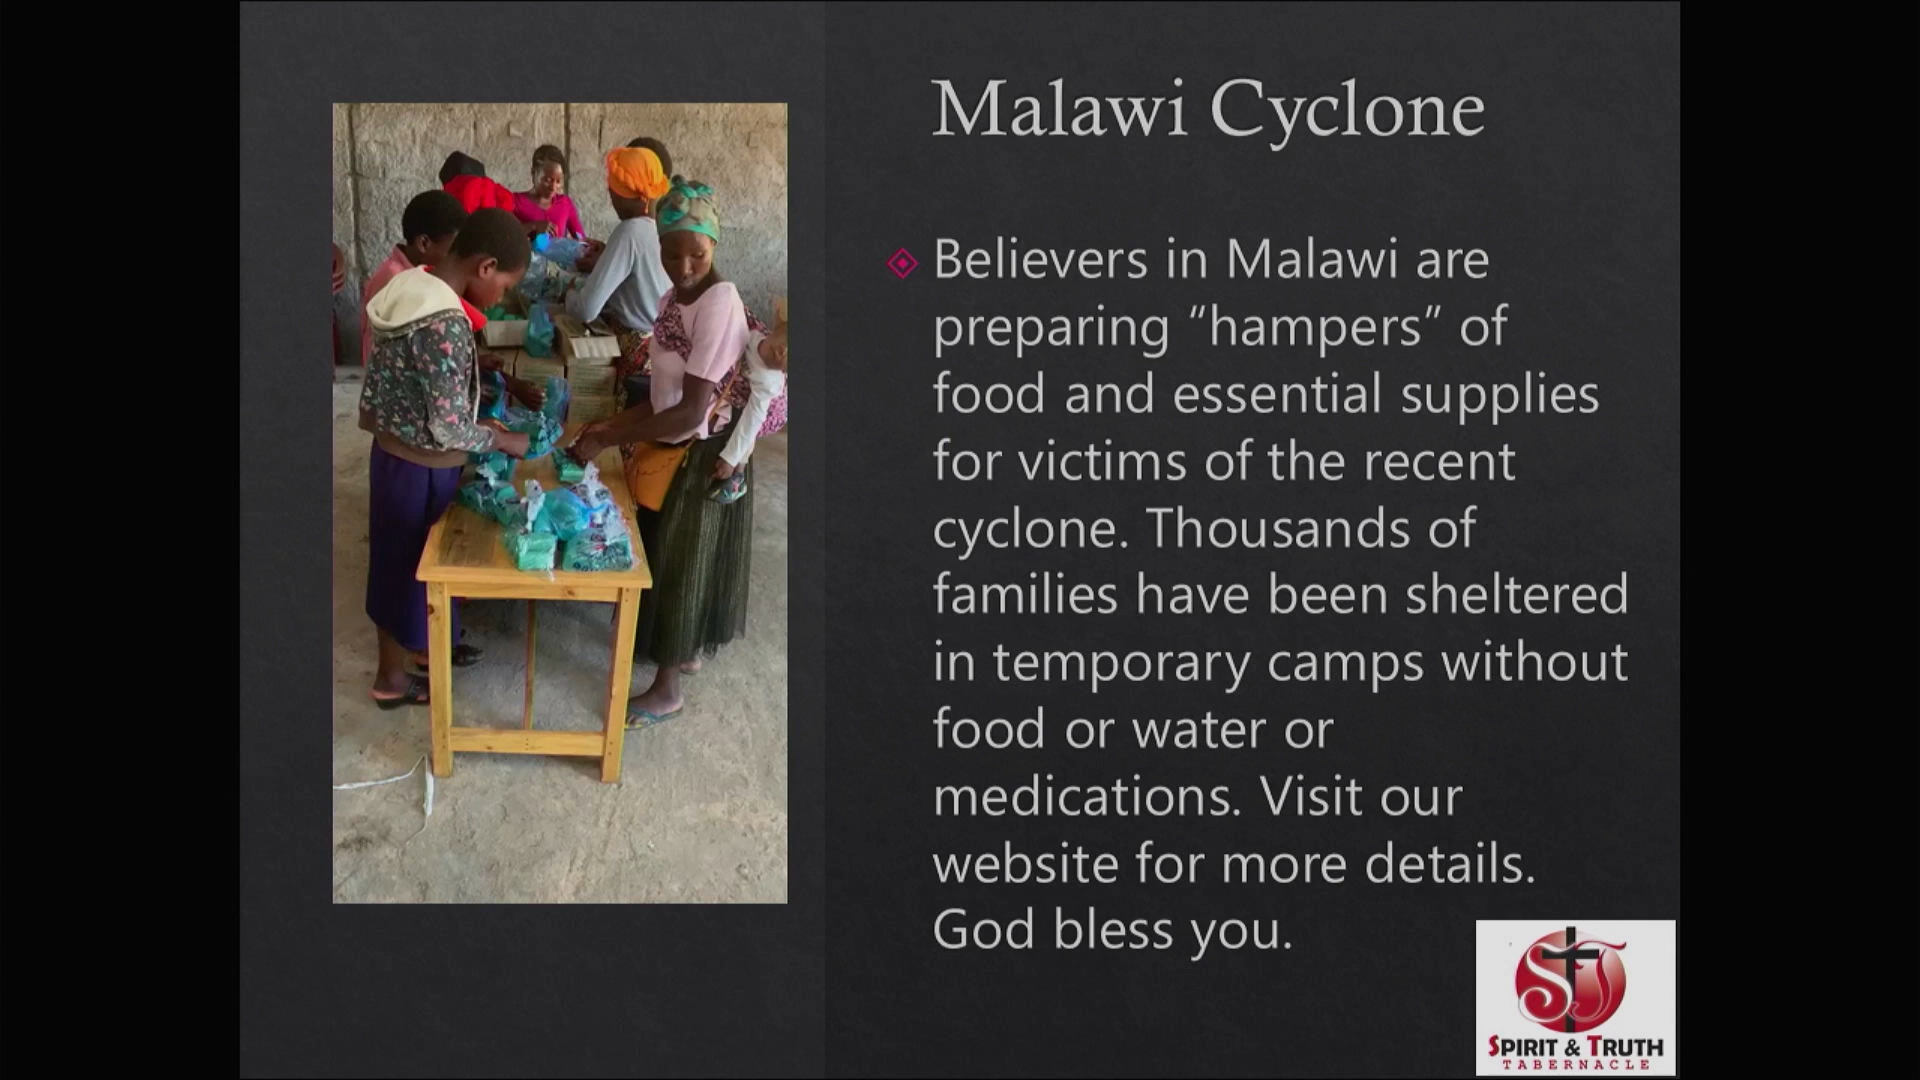 Malawi Cyclone
Believers in Malawi are
preparing “hampers” of
food and essential supplies
for victims of the recent
cyclone. Thousands of
families have been sheltered
in temporary camps without
food or water or
medications. Visit our
website for more details.
God bless you.
ST
SPIRIT & TRUTH
TABERNACLE